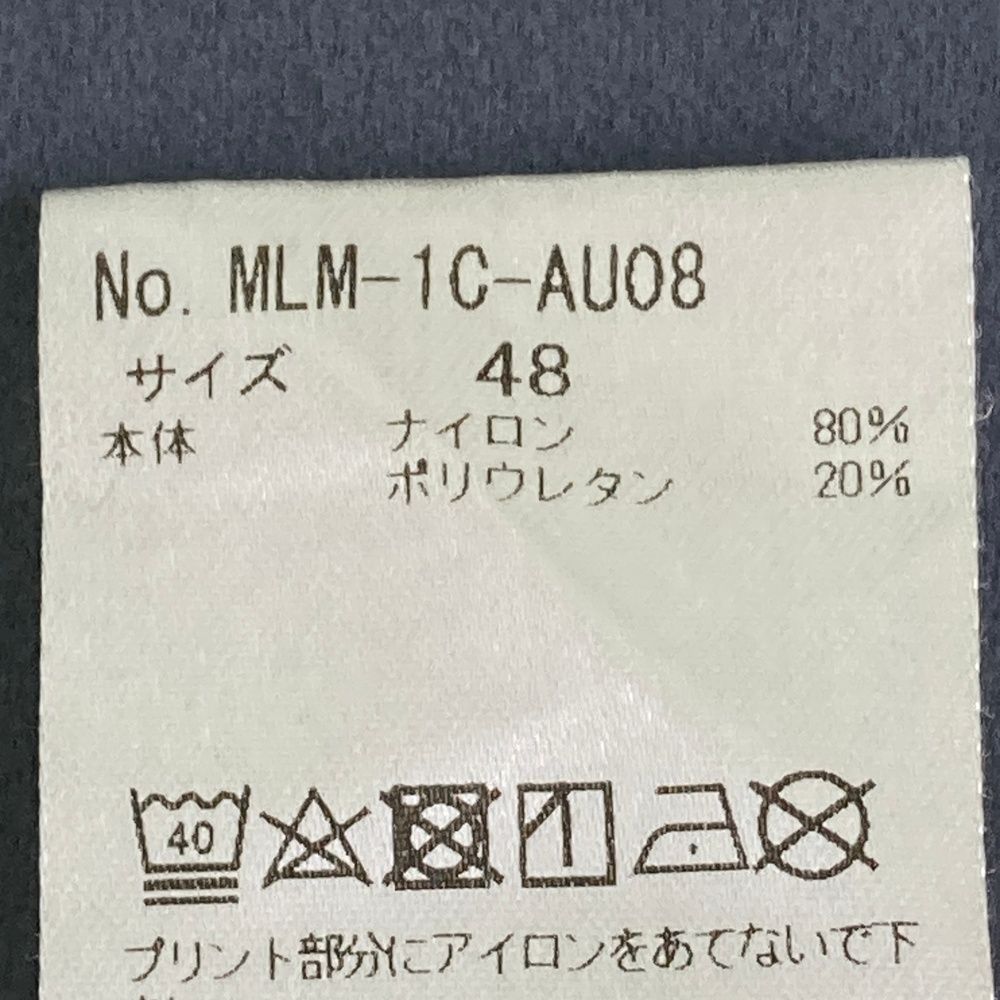 No. MLM-1C-AU08
サイズ 48
本体 ナイロン 80%
ポリウレタン 20%
40
プリント部分にアイロンをあてないで下